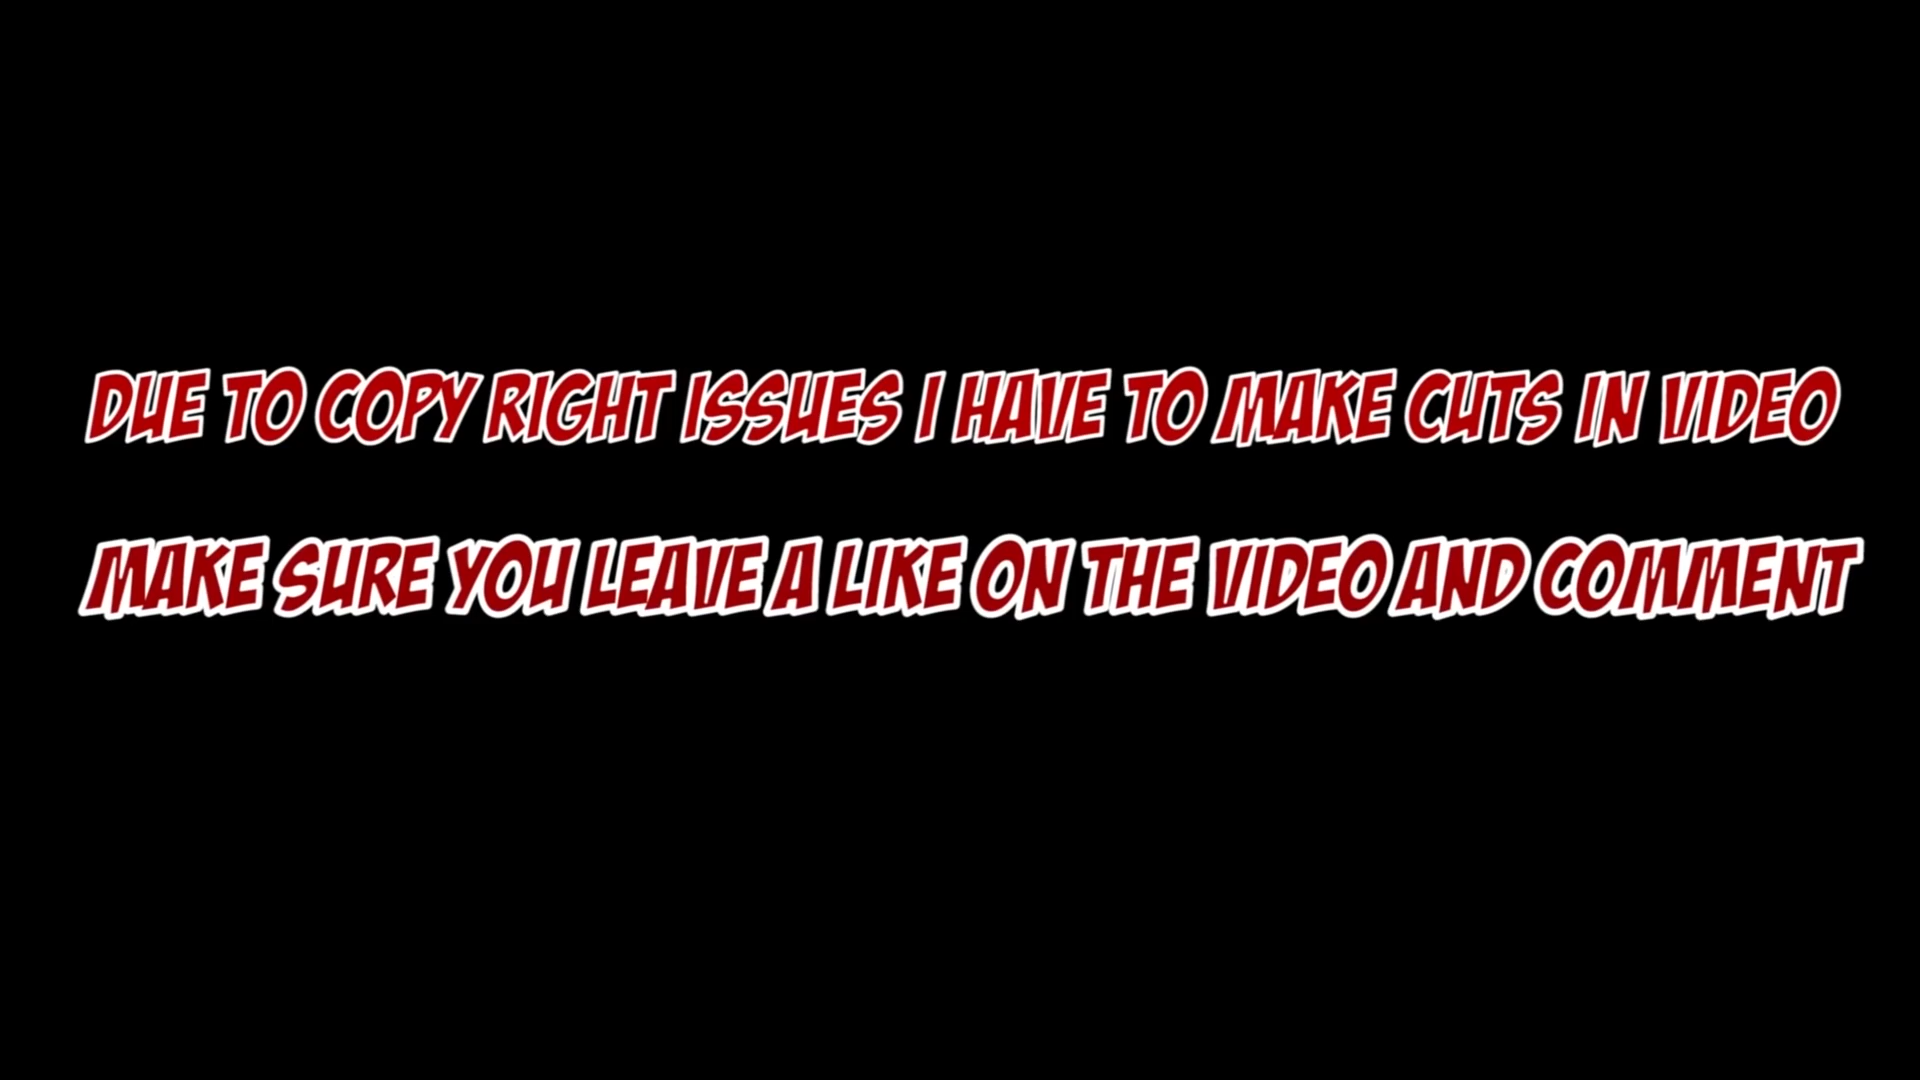 DUE TO COPY RIGHT ISSUES I HAVE TO MAKE CUTS IN VIDEO
MAKE SURE YOU LEAVE A LIKE ON THE VIDEO AND COMMENT